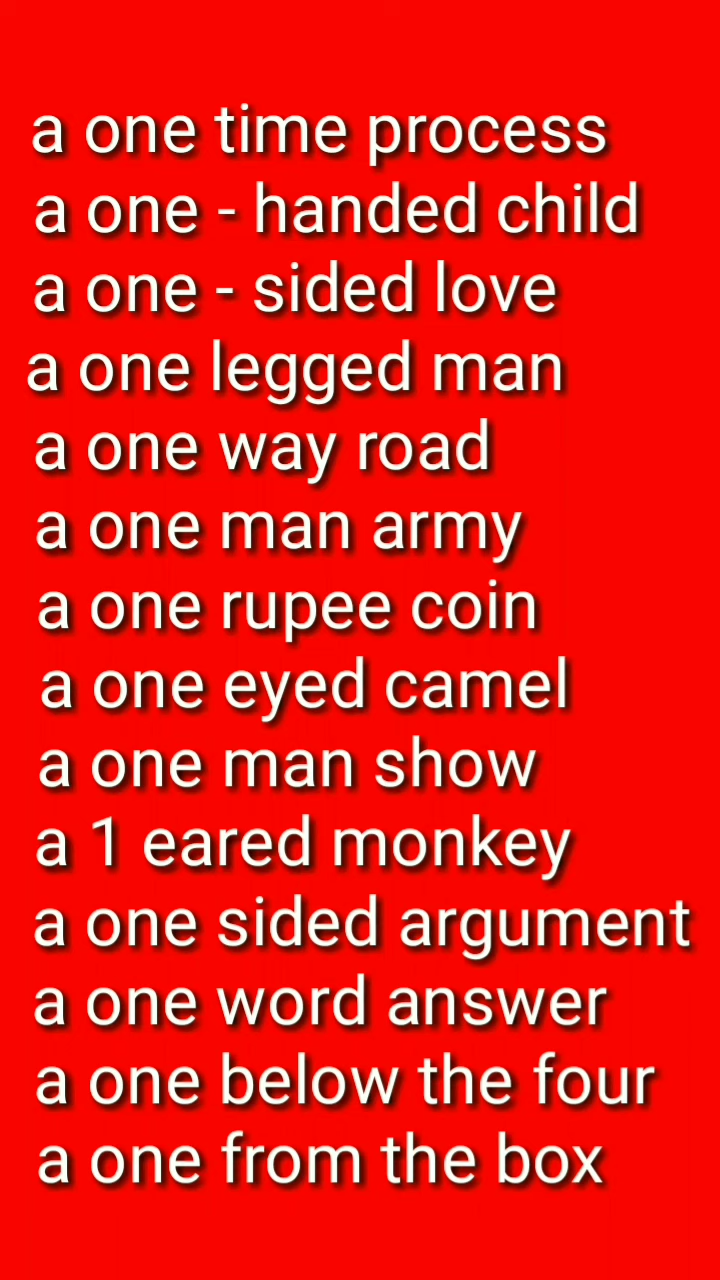 a one time process
a one - handed child
a one - sided love
a one legged man
a one way road
a one man army
a one rupee coin
a one eyed camel
a one man show
a 1 eared monkey
a one sided argument
a one word answer
a one below the four
a one from the box